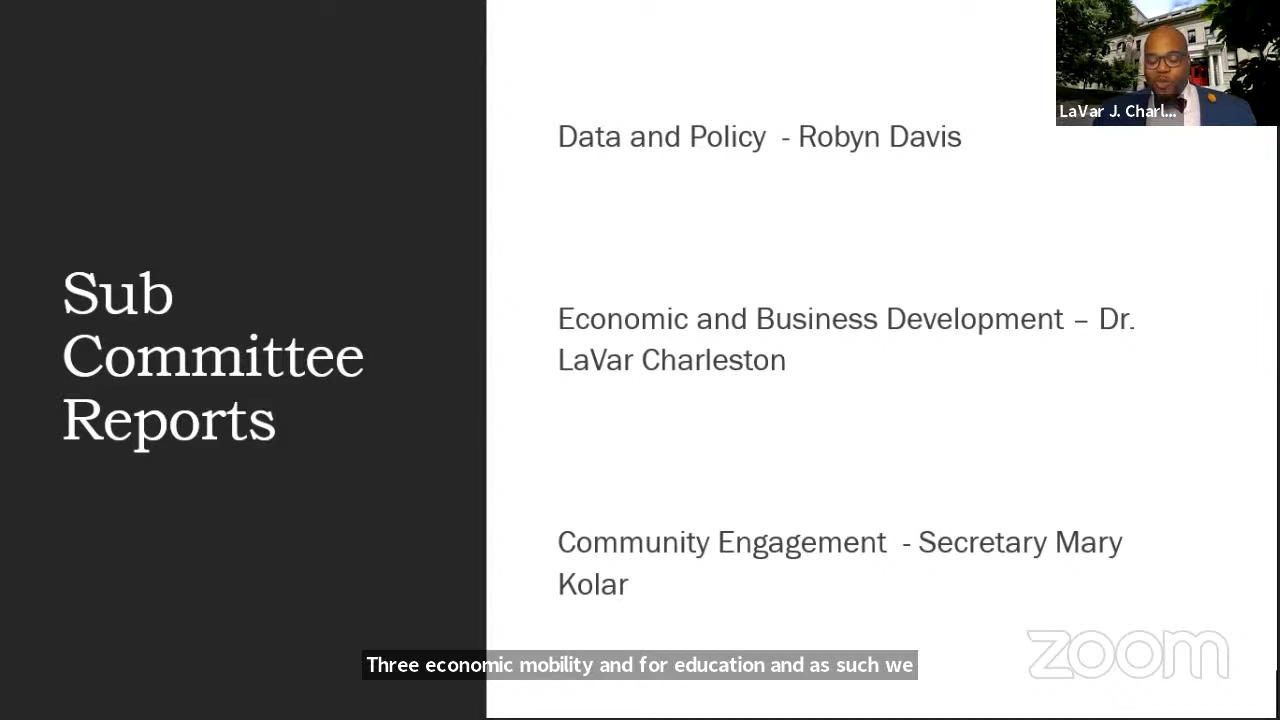 Sub
Committee
Reports
Data and Policy - Robyn Davis
Economic and Business Development – Dr.
LaVar Charleston
Community Engagement - Secretary Mary
Kolar
LaVar J. Charl...
Three economic mobility and for education and as such we
zoom